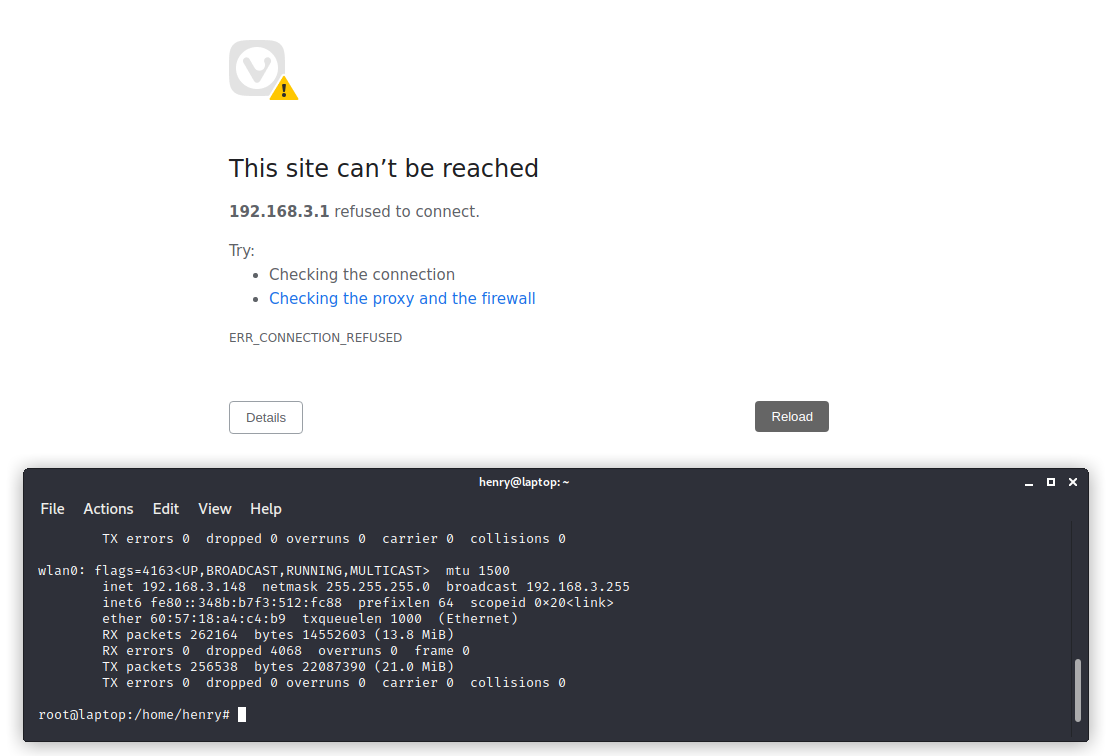 This site can’t be reached
192.168.3.1 refused to connect.
Try:
• Checking the connection
• Checking the proxy and the firewall
ERR_CONNECTION_REFUSED
Details
Reload
henry@laptop: ~
File Actions Edit View Help
TX errors 0  dropped 0 overruns 0  carrier 0  collisions 0
wlan0: flags=4163<UP,BROADCAST,RUNNING,MULTICAST>  mtu 1500
inet 192.168.3.148  netmask 255.255.255.0  broadcast 192.168.3.255
inet6 fe80::348b:b7f3:512:fc88  prefixlen 64  scopeid 0×20<link>
ether 60:57:18:a4:c4:b9  txqueuelen 1000  (Ethernet)
RX packets 262164  bytes 14552603 (13.8 MiB)
RX errors 0  dropped 4068  overruns 0  frame 0
TX packets 256538  bytes 22087390 (21.0 MiB)
TX errors 0  dropped 0 overruns 0  carrier 0  collisions 0
root@laptop:/home/henry#